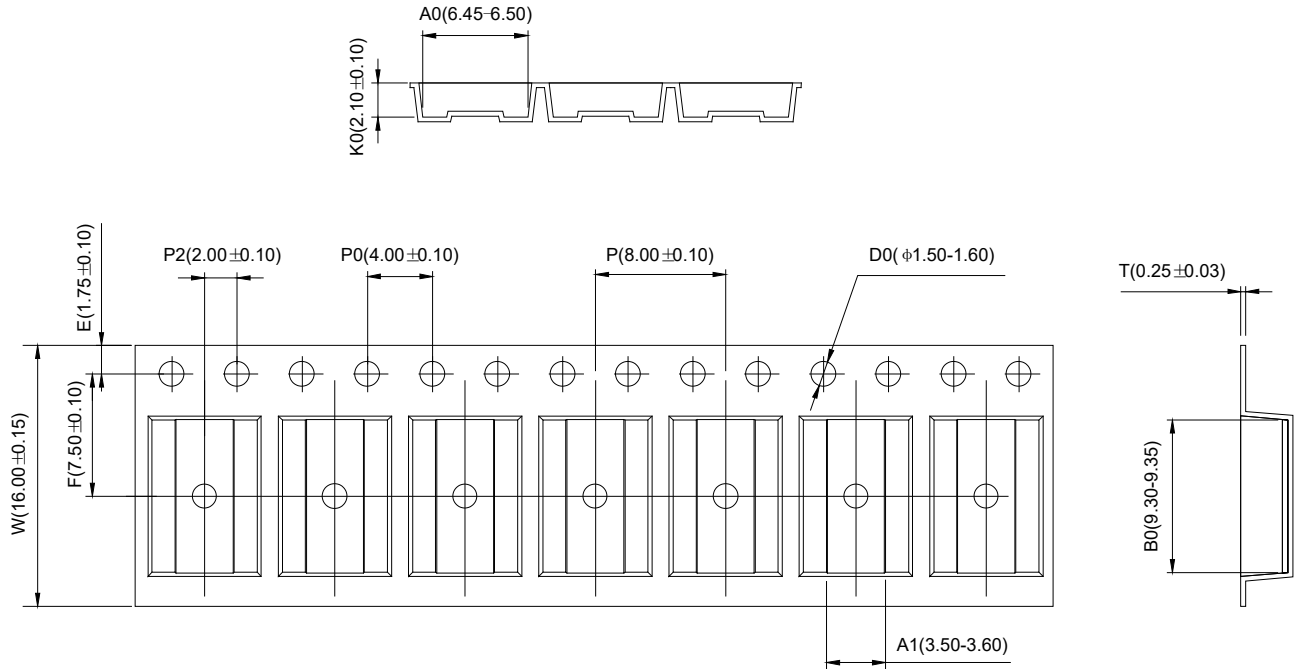 A0(6.45-6.50)
K0(2.10±0.10)
E(1.75±0.10)
P2(2.00±0.10)
P0(4.00±0.10)
P(8.00±0.10)
D0(ϕ1.50-1.60)
T(0.25±0.03)
W(16.00±0.15)
F(7.50±0.10)
B0(9.30-9.35)
A1(3.50-3.60)